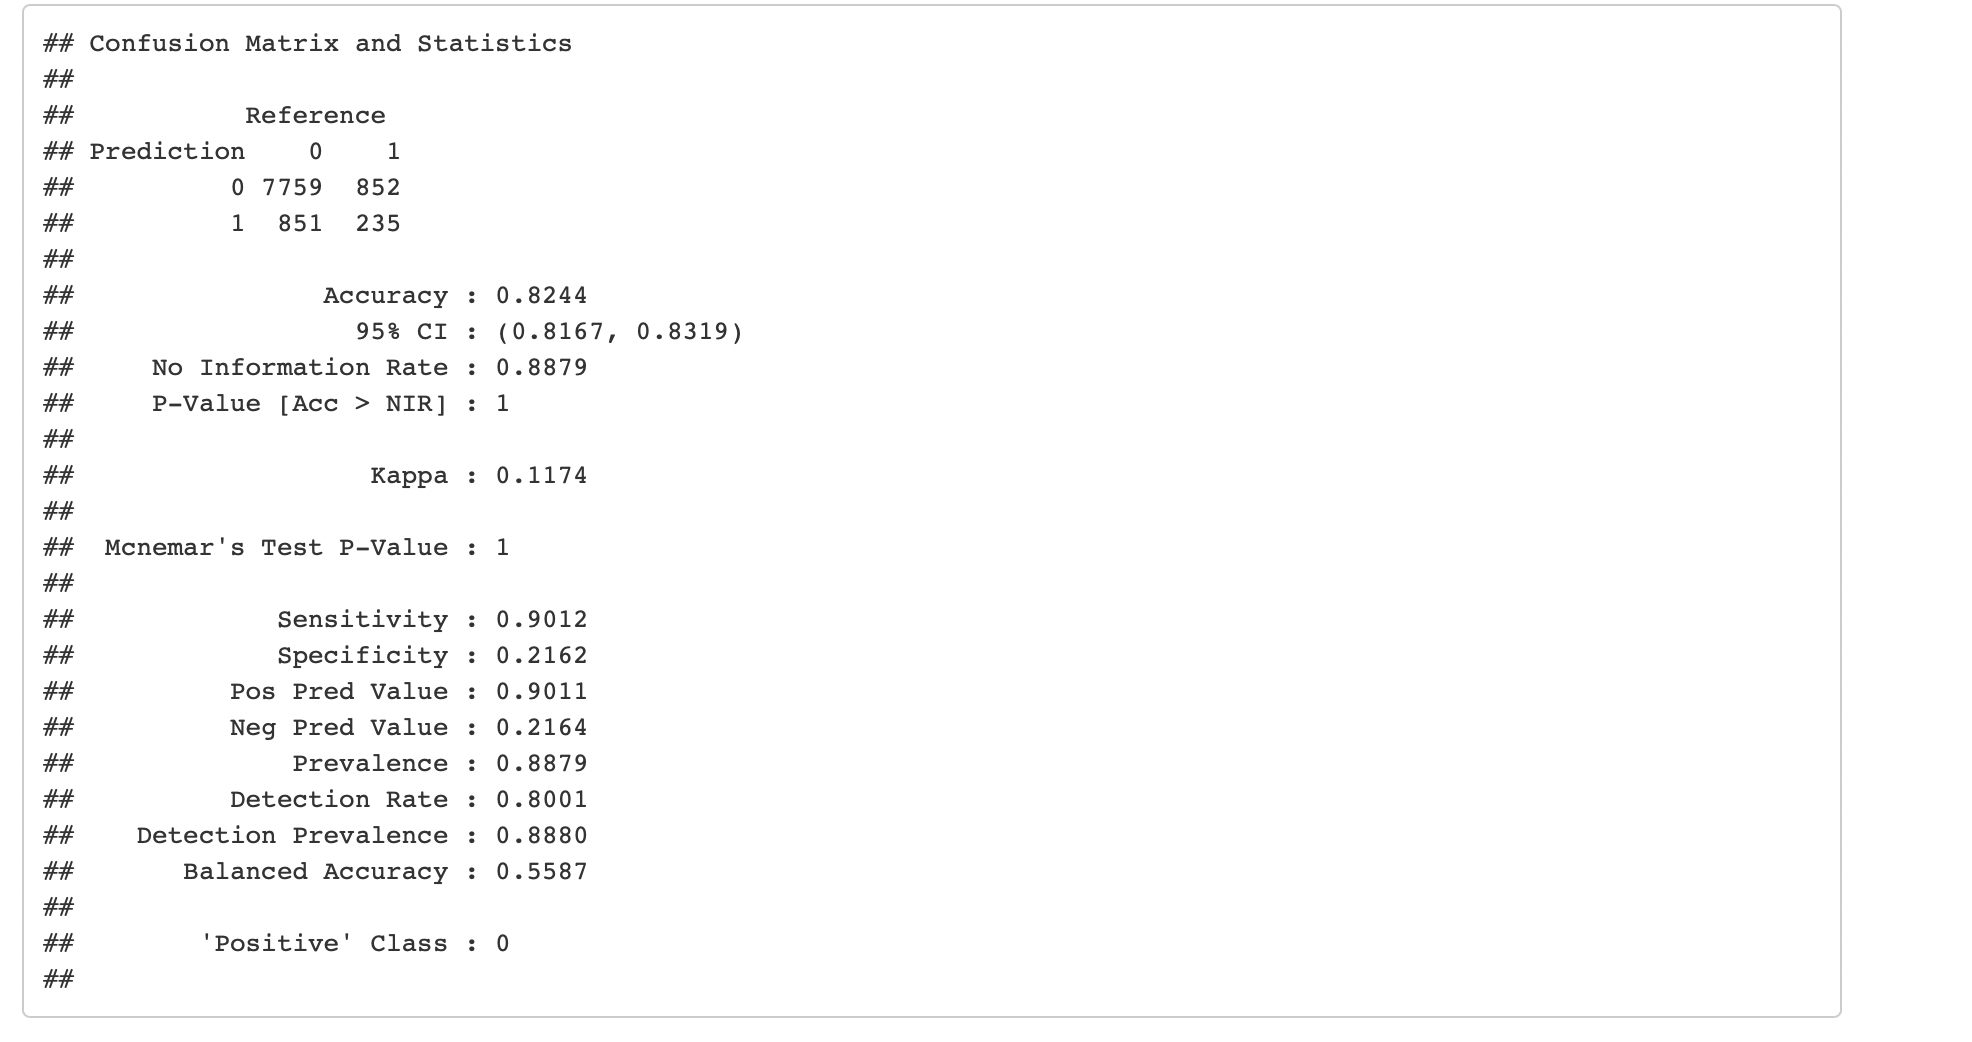 ## Confusion Matrix and Statistics
##
##           Reference
## Prediction    0    1
##          0 7759  852
##          1  851  235
##
##                Accuracy : 0.8244
##                  95% CI : (0.8167, 0.8319)
##     No Information Rate : 0.8879
##     P-Value [Acc > NIR] : 1
##
##                   Kappa : 0.1174
##
##  Mcnemar's Test P-Value : 1
##
##             Sensitivity : 0.9012
##             Specificity : 0.2162
##          Pos Pred Value : 0.9011
##          Neg Pred Value : 0.2164
##              Prevalence : 0.8879
##          Detection Rate : 0.8001
##    Detection Prevalence : 0.8880
##       Balanced Accuracy : 0.5587
##
##        'Positive' Class : 0
##